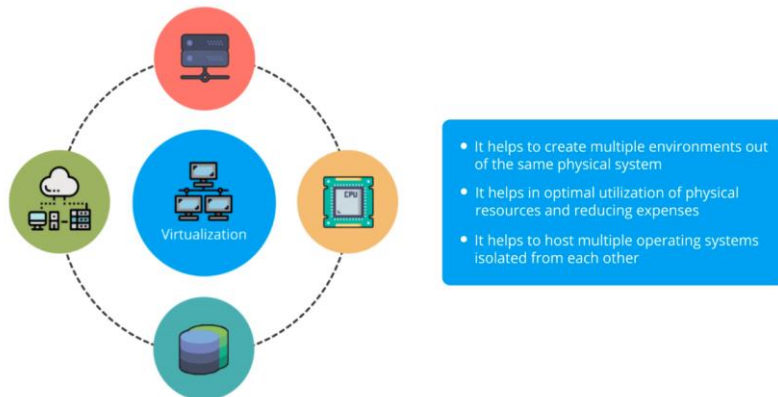 CPU
Virtualization
• It helps to create multiple environments out
of the same physical system
• It helps in optimal utilization of physical
resources and reducing expenses
• It helps to host multiple operating systems
isolated from each other